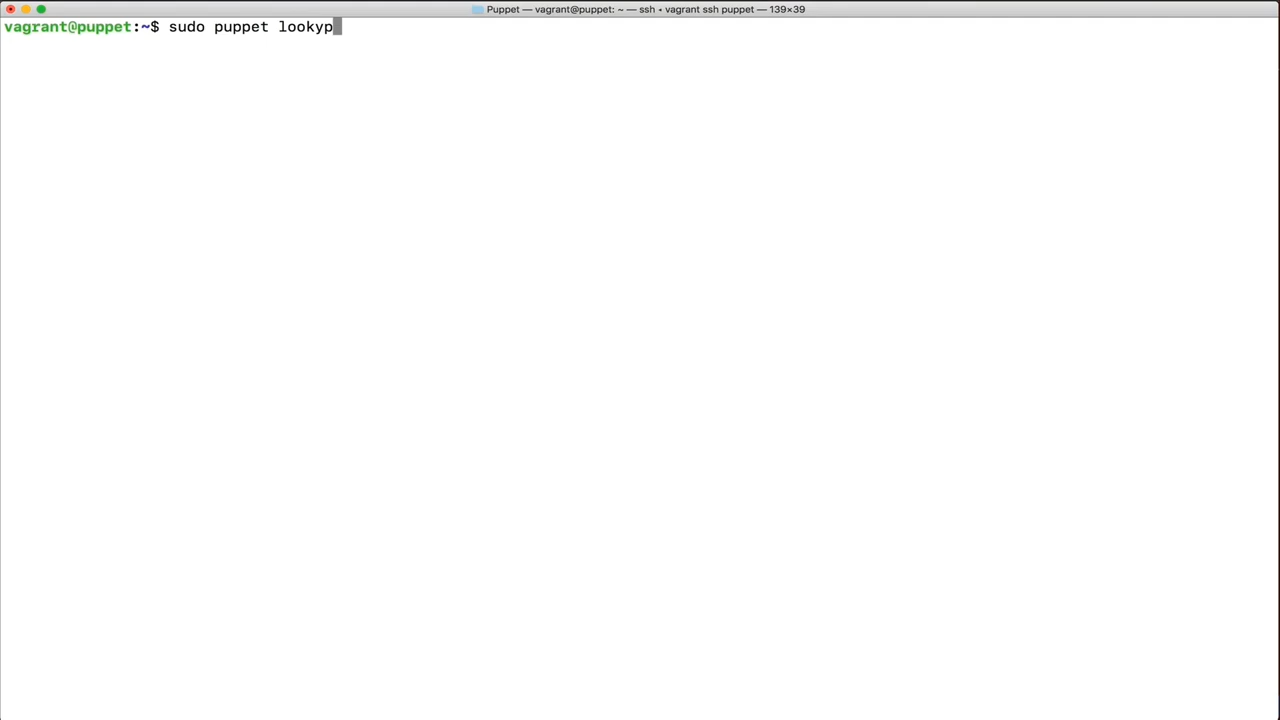 Puppet — vagrant@puppet: ~ — ssh • vagrant ssh puppet — 139×39
vagrant@puppet:~$ sudo puppet lookyp